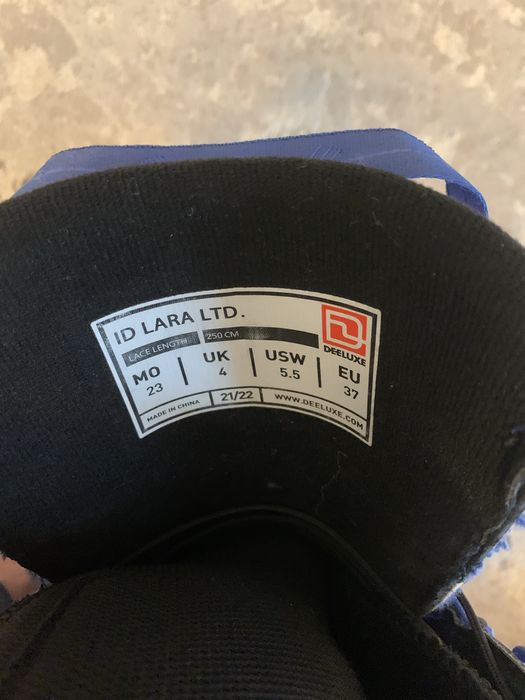 ID LARA LTD.
LACE LENGTH 250 CM
DEELUXE
MO UK USW EU
23 4 5.5 37
MADE IN CHINA 21/22 WWW.DEELUXE.COM